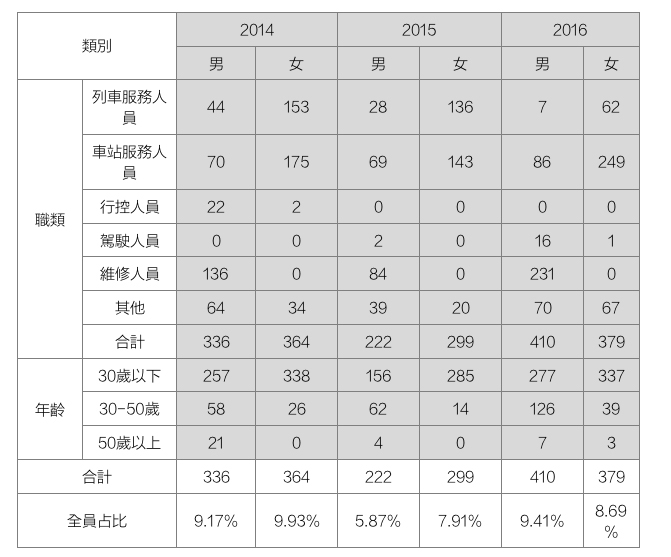 類別 2014 2015 2016
男 女 男 女 男 女
職類 列車服務人員 44 153 28 136 7 62
車站服務人員 70 175 69 143 86 249
行控人員 22 2 0 0 0 0
駕駛人員 0 0 2 0 16 1
維修人員 136 0 84 0 231 0
其他 64 34 39 20 70 67
合計 336 364 222 299 410 379
年齡 30歲以下 257 338 156 285 277 337
30-50歲 58 26 62 14 126 39
50歲以上 21 0 4 0 7 3
合計 336 364 222 299 410 379
全員占比 9.17% 9.93% 5.87% 7.91% 9.41% 8.69%